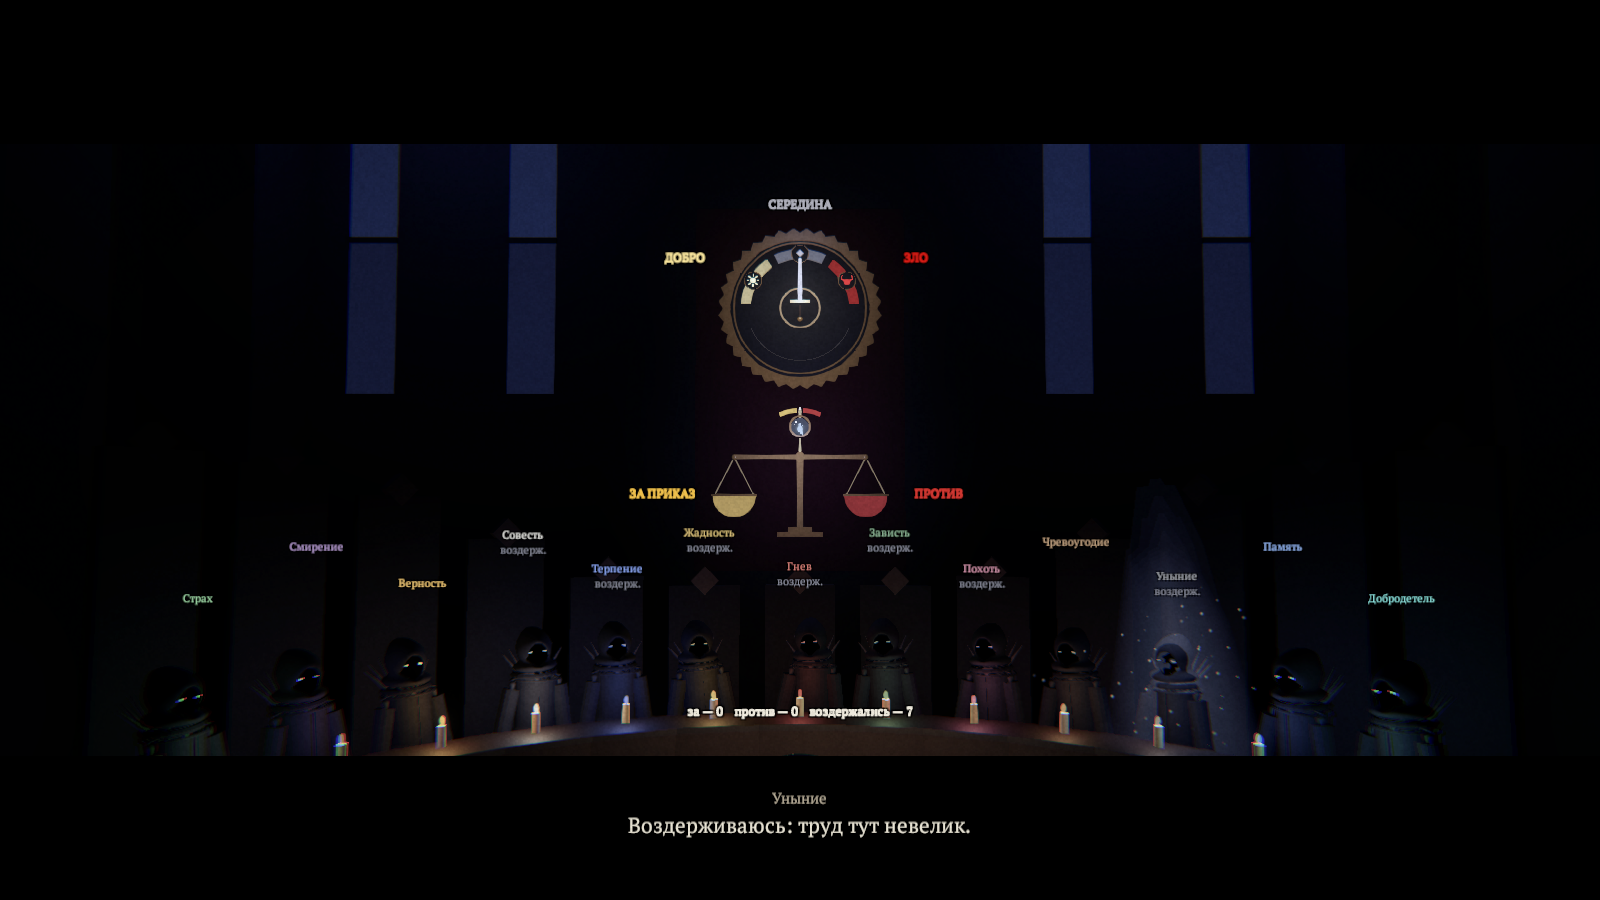 СЕРЕДИНА
ДОБРО
ЗЛО
ЗА ПРИКАЗ
ПРОТИВ
Страх
Смирение
Верность
Совесть
воздерж.
Терпение
воздерж.
Жадность
воздерж.
Гнев
воздерж.
Зависть
воздерж.
Похоть
воздерж.
Чревоугодие
Уныние
воздерж.
Память
Добродетель
за — 0 против — 0 воздержались — 7
Уныние
Воздерживаюсь: труд тут невелик.